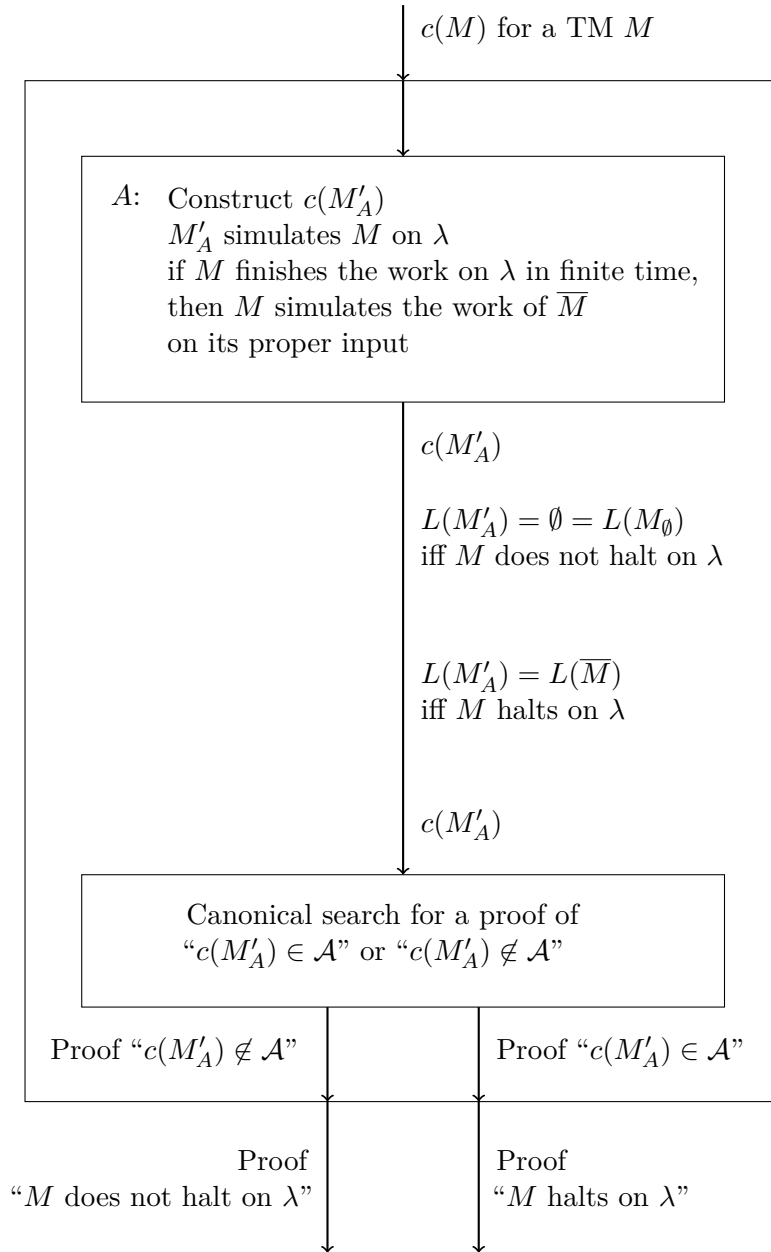 c(M) for a TM M
A: Construct c(M′_A)
M′_A simulates M on λ
if M finishes the work on λ in finite time,
then M simulates the work of M̅
on its proper input
c(M′_A)
L(M′_A) = ∅ = L(M_∅)
iff M does not halt on λ
L(M′_A) = L(M̅)
iff M halts on λ
c(M′_A)
Canonical search for a proof of
“c(M′_A) ∈ 𝒜” or “c(M′_A) ∉ 𝒜”
Proof “c(M′_A) ∉ 𝒜”
Proof “c(M′_A) ∈ 𝒜”
Proof
“M does not halt on λ”
Proof
“M halts on λ”